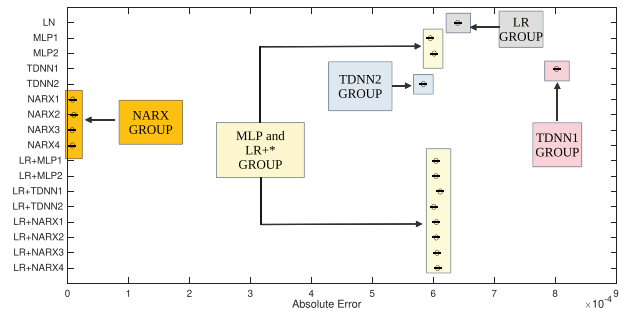 LN
MLP1
MLP2
TDNN1
TDNN2
NARX1
NARX2
NARX3
NARX4
LR+MLP1
LR+MLP2
LR+TDNN1
LR+TDNN2
LR+NARX1
LR+NARX2
LR+NARX3
LR+NARX4
LR
GROUP
TDNN2
GROUP
NARX
GROUP
MLP and
LR+*
GROUP
TDNN1
GROUP
0 1 2 3 4 5 6 7 8 9
Absolute Error
×10⁻⁴